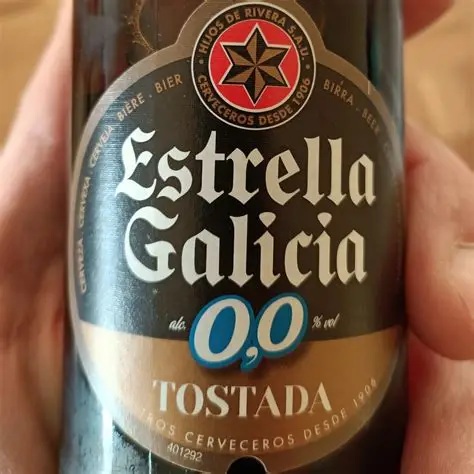 HIJOS DE RIVERA S.A.U.
CERVECEROS DESDE 1906
CERVEZA CERVEXA CERVEJA BIÈRE · BIER
BIRRA · BEER
Estrella
Galicia
alc. 0,0 % vol
TOSTADA
CERVECEROS DESDE 1906
401292